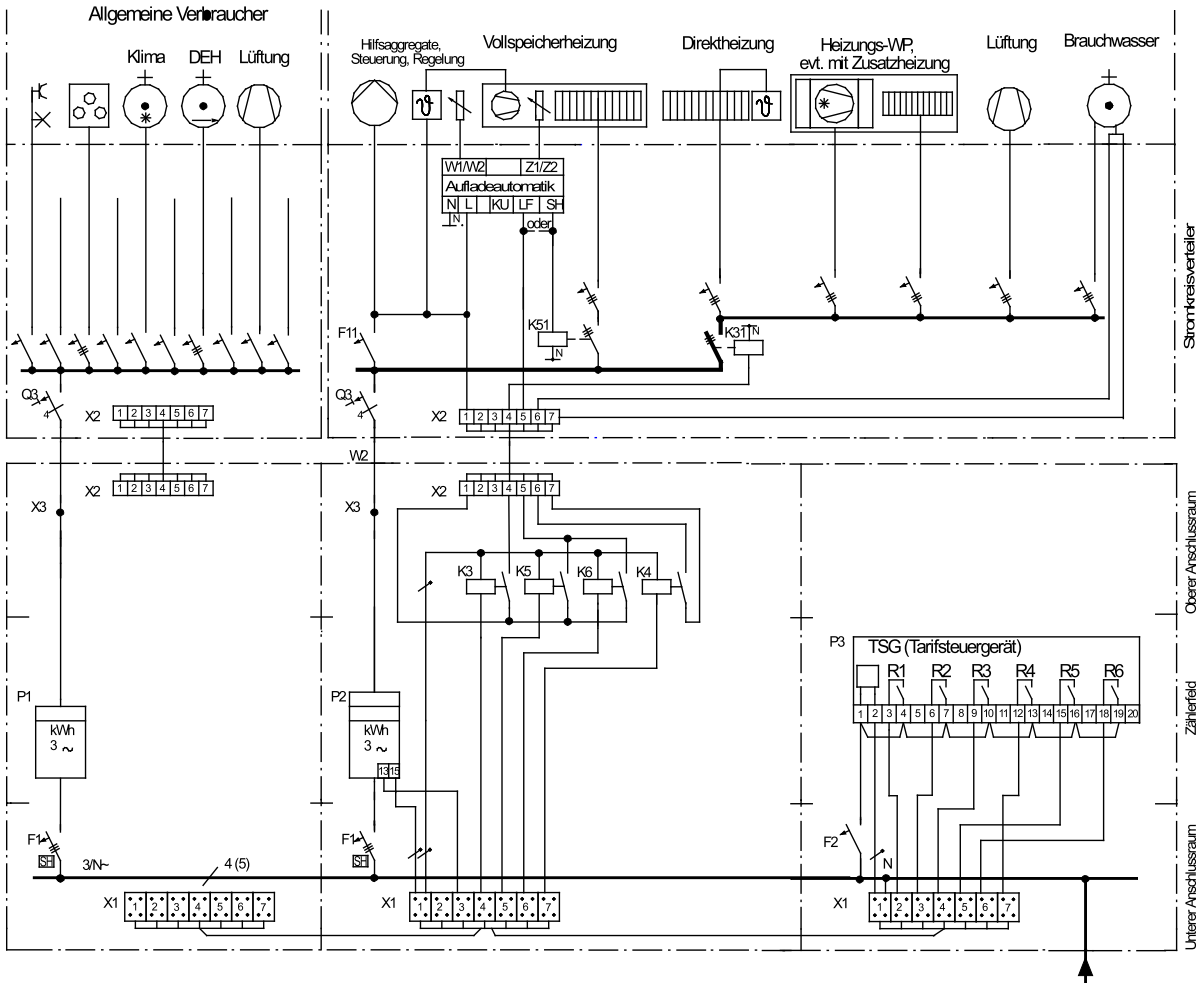 Allgemeine Verbraucher
Klima DEH Lüftung
Hilfsaggregate,
Steuerung, Regelung
Vollspeicherheizung
Direktheizung
Heizungs-WP,
evt. mit Zusatzheizung
Lüftung
Brauchwasser
ϑ
ϑ
W1/W2 Z1/Z2
Aufladeautomatik
N L KU LF SH
N
oder
F11
K51
N
K31
N
Stromkreisverteiler
Q3
4
X2
1 2 3 4 5 6 7
Q3
4
X2
1 2 3 4 5 6 7
W2
X2
1 2 3 4 5 6 7
X3
X2
1 2 3 4 5 6 7
X3
K3 K5 K6 K4
Oberer Anschlussraum
P1
kWh
3 ~
P2
kWh
3 ~
13 15
P3
TSG (Tarifsteuergerät)
R1 R2 R3 R4 R5 R6
1 2 3 4 5 6 7 8 9 10 11 12 13 14 15 16 17 18 19 20
Zählerfeld
F1
SH
3/N~
4 (5)
F1
SH
F2
N
X1
1 2 3 4 5 6 7
X1
1 2 3 4 5 6 7
X1
1 2 3 4 5 6 7
Unterer Anschlussraum